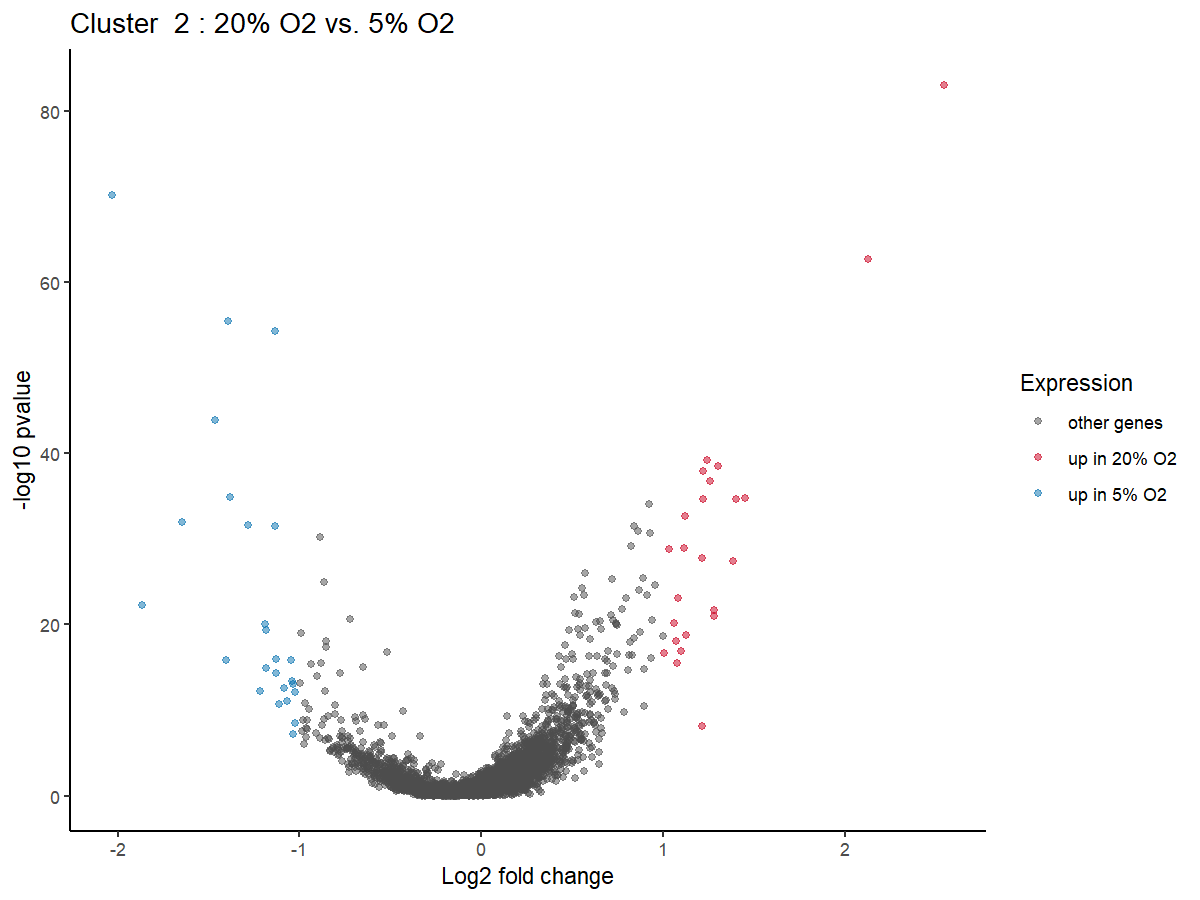 Cluster  2 : 20% O2 vs. 5% O2
80
60
40
20
0
-log10 pvalue
-2
-1
0
1
2
Log2 fold change
Expression
other genes
up in 20% O2
up in 5% O2